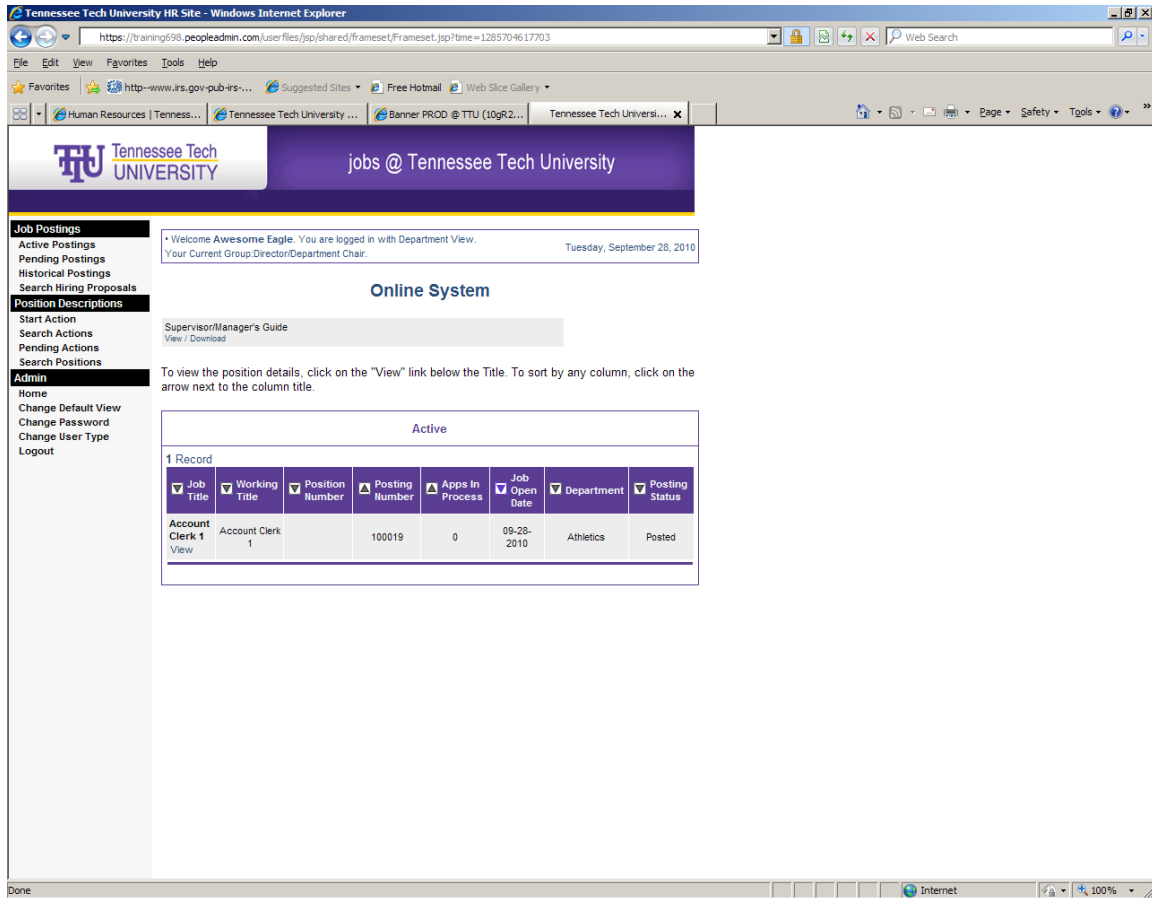 Tennessee Tech University HR Site - Windows Internet Explorer
https://training698.peopleadmin.com/userfiles/jsp/shared/frameset/Frameset.jsp?time=1285704617703
Web Search
File Edit View Favorites Tools Help
Favorites http--www.irs.gov-pub-irs-... Suggested Sites Free Hotmail Web Slice Gallery
Human Resources | Tenness... Tennessee Tech University ... Banner PROD @ TTU (10gR2... Tennessee Tech Universi... X
Page Safety Tools »
TTU Tennessee Tech
UNIVERSITY
jobs @ Tennessee Tech University
Job Postings
Active Postings
Pending Postings
Historical Postings
Search Hiring Proposals
Position Descriptions
Start Action
Search Actions
Pending Actions
Search Positions
Admin
Home
Change Default View
Change Password
Change User Type
Logout
• Welcome Awesome Eagle. You are logged in with Department View.
Your Current Group:Director/Department Chair.
Tuesday, September 28, 2010
Online System
Supervisor/Manager's Guide
View / Download
To view the position details, click on the "View" link below the Title. To sort by any column, click on the
arrow next to the column title.
Active
1 Record
Job Title Working Title Position Number Posting Number Apps In Process Job Open Date Department Posting Status
Account Clerk 1 View Account Clerk 1 100019 0 09-28-2010 Athletics Posted
Done Internet 100%